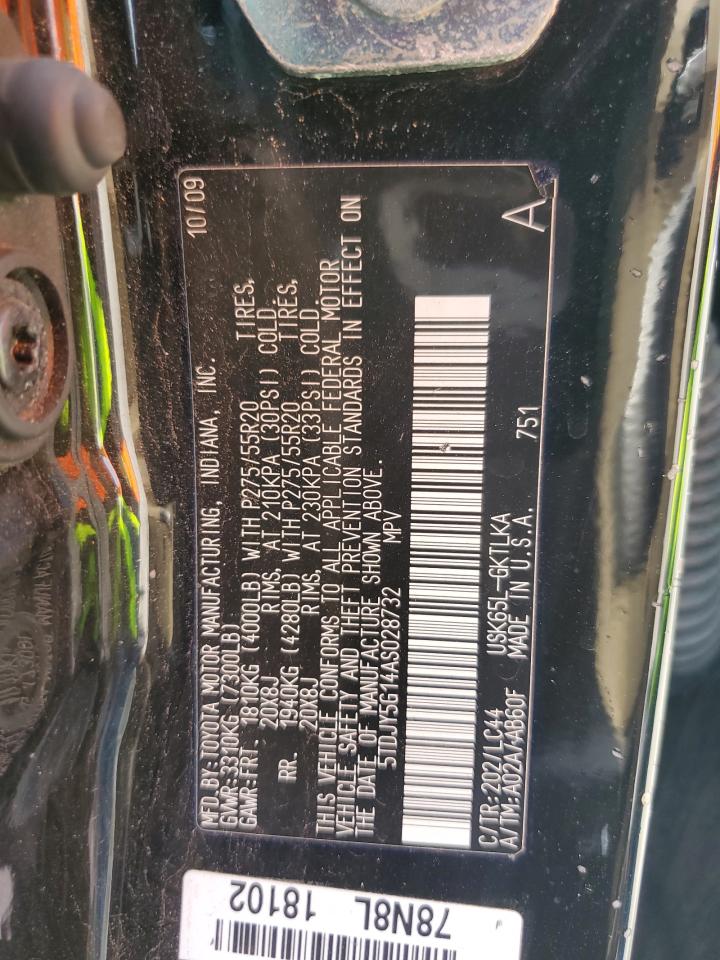 MFD.BY:TOYOTA MOTOR MANUFACTURING, INDIANA, INC. 10/09
GVWR:3310KG(7300LB)
GAWR:FRT. 1810KG (4000LB) WITH P275/55R20 TIRES.
20X8J RIMS, AT 210KPA (30PSI) COLD.
RR. 1940KG (4280LB) WITH P275/55R20 TIRES.
20X8J RIMS, AT 230KPA (33PSI) COLD.
THIS VEHICLE CONFORMS TO ALL APPLICABLE FEDERAL MOTOR
VEHICLE SAFETY AND THEFT PREVENTION STANDARDS IN EFFECT ON
THE DATE OF MANUFACTURE SHOWN ABOVE.
5TDJY5G14AS028732 MPV
C/TR:202/LC44 USK65L-GKTLKA
A/TM:A02A/AB60F MADE IN U.S.A. 751 A
18102
78N8L